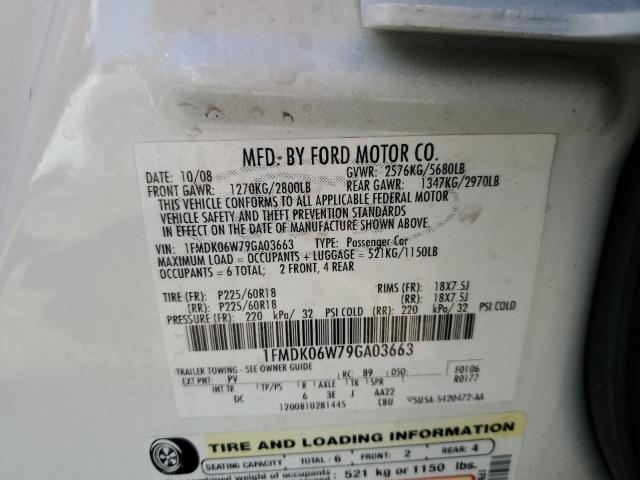 MFD. BY FORD MOTOR CO.
DATE: 10/08 GVWR: 2576KG/5680LB
FRONT GAWR: 1270KG/2800LB REAR GAWR: 1347KG/2970LB
THIS VEHICLE CONFORMS TO ALL APPLICABLE FEDERAL MOTOR
VEHICLE SAFETY AND THEFT PREVENTION STANDARDS
IN EFFECT ON THE DATE OF MANUFACTURE SHOWN ABOVE.
VIN: 1FMDK06W79GA03663 TYPE: Passenger Car
MAXIMUM LOAD = OCCUPANTS + LUGGAGE = 521KG/1150LB
OCCUPANTS = 6 TOTAL; 2 FRONT, 4 REAR
TIRE (FR) P225/60R18 RIMS (FR): 18X7.5J
(RR) P225/60R18 (RR): 18X7.5J
PRESSURE (FR) 220 kPa/ 32 PSI COLD (RR) 220 kPa/ 32 PSI COLD
1FMDK06W79GA03663
TRAILER TOWING - SEE OWNER GUIDE
EXT PNT: PV RC: 89 DSO: F0106
R0177
INT TR TP/PS R AXLE TR SPR
DC 6 3E J AA22
1200810281445 CBU 5U5A-5420472-AA
TIRE AND LOADING INFORMATION
SEATING CAPACITY TOTAL: 6 FRONT: 2 REAR: 4
weight of occupants 521 kg or 1150 lbs.